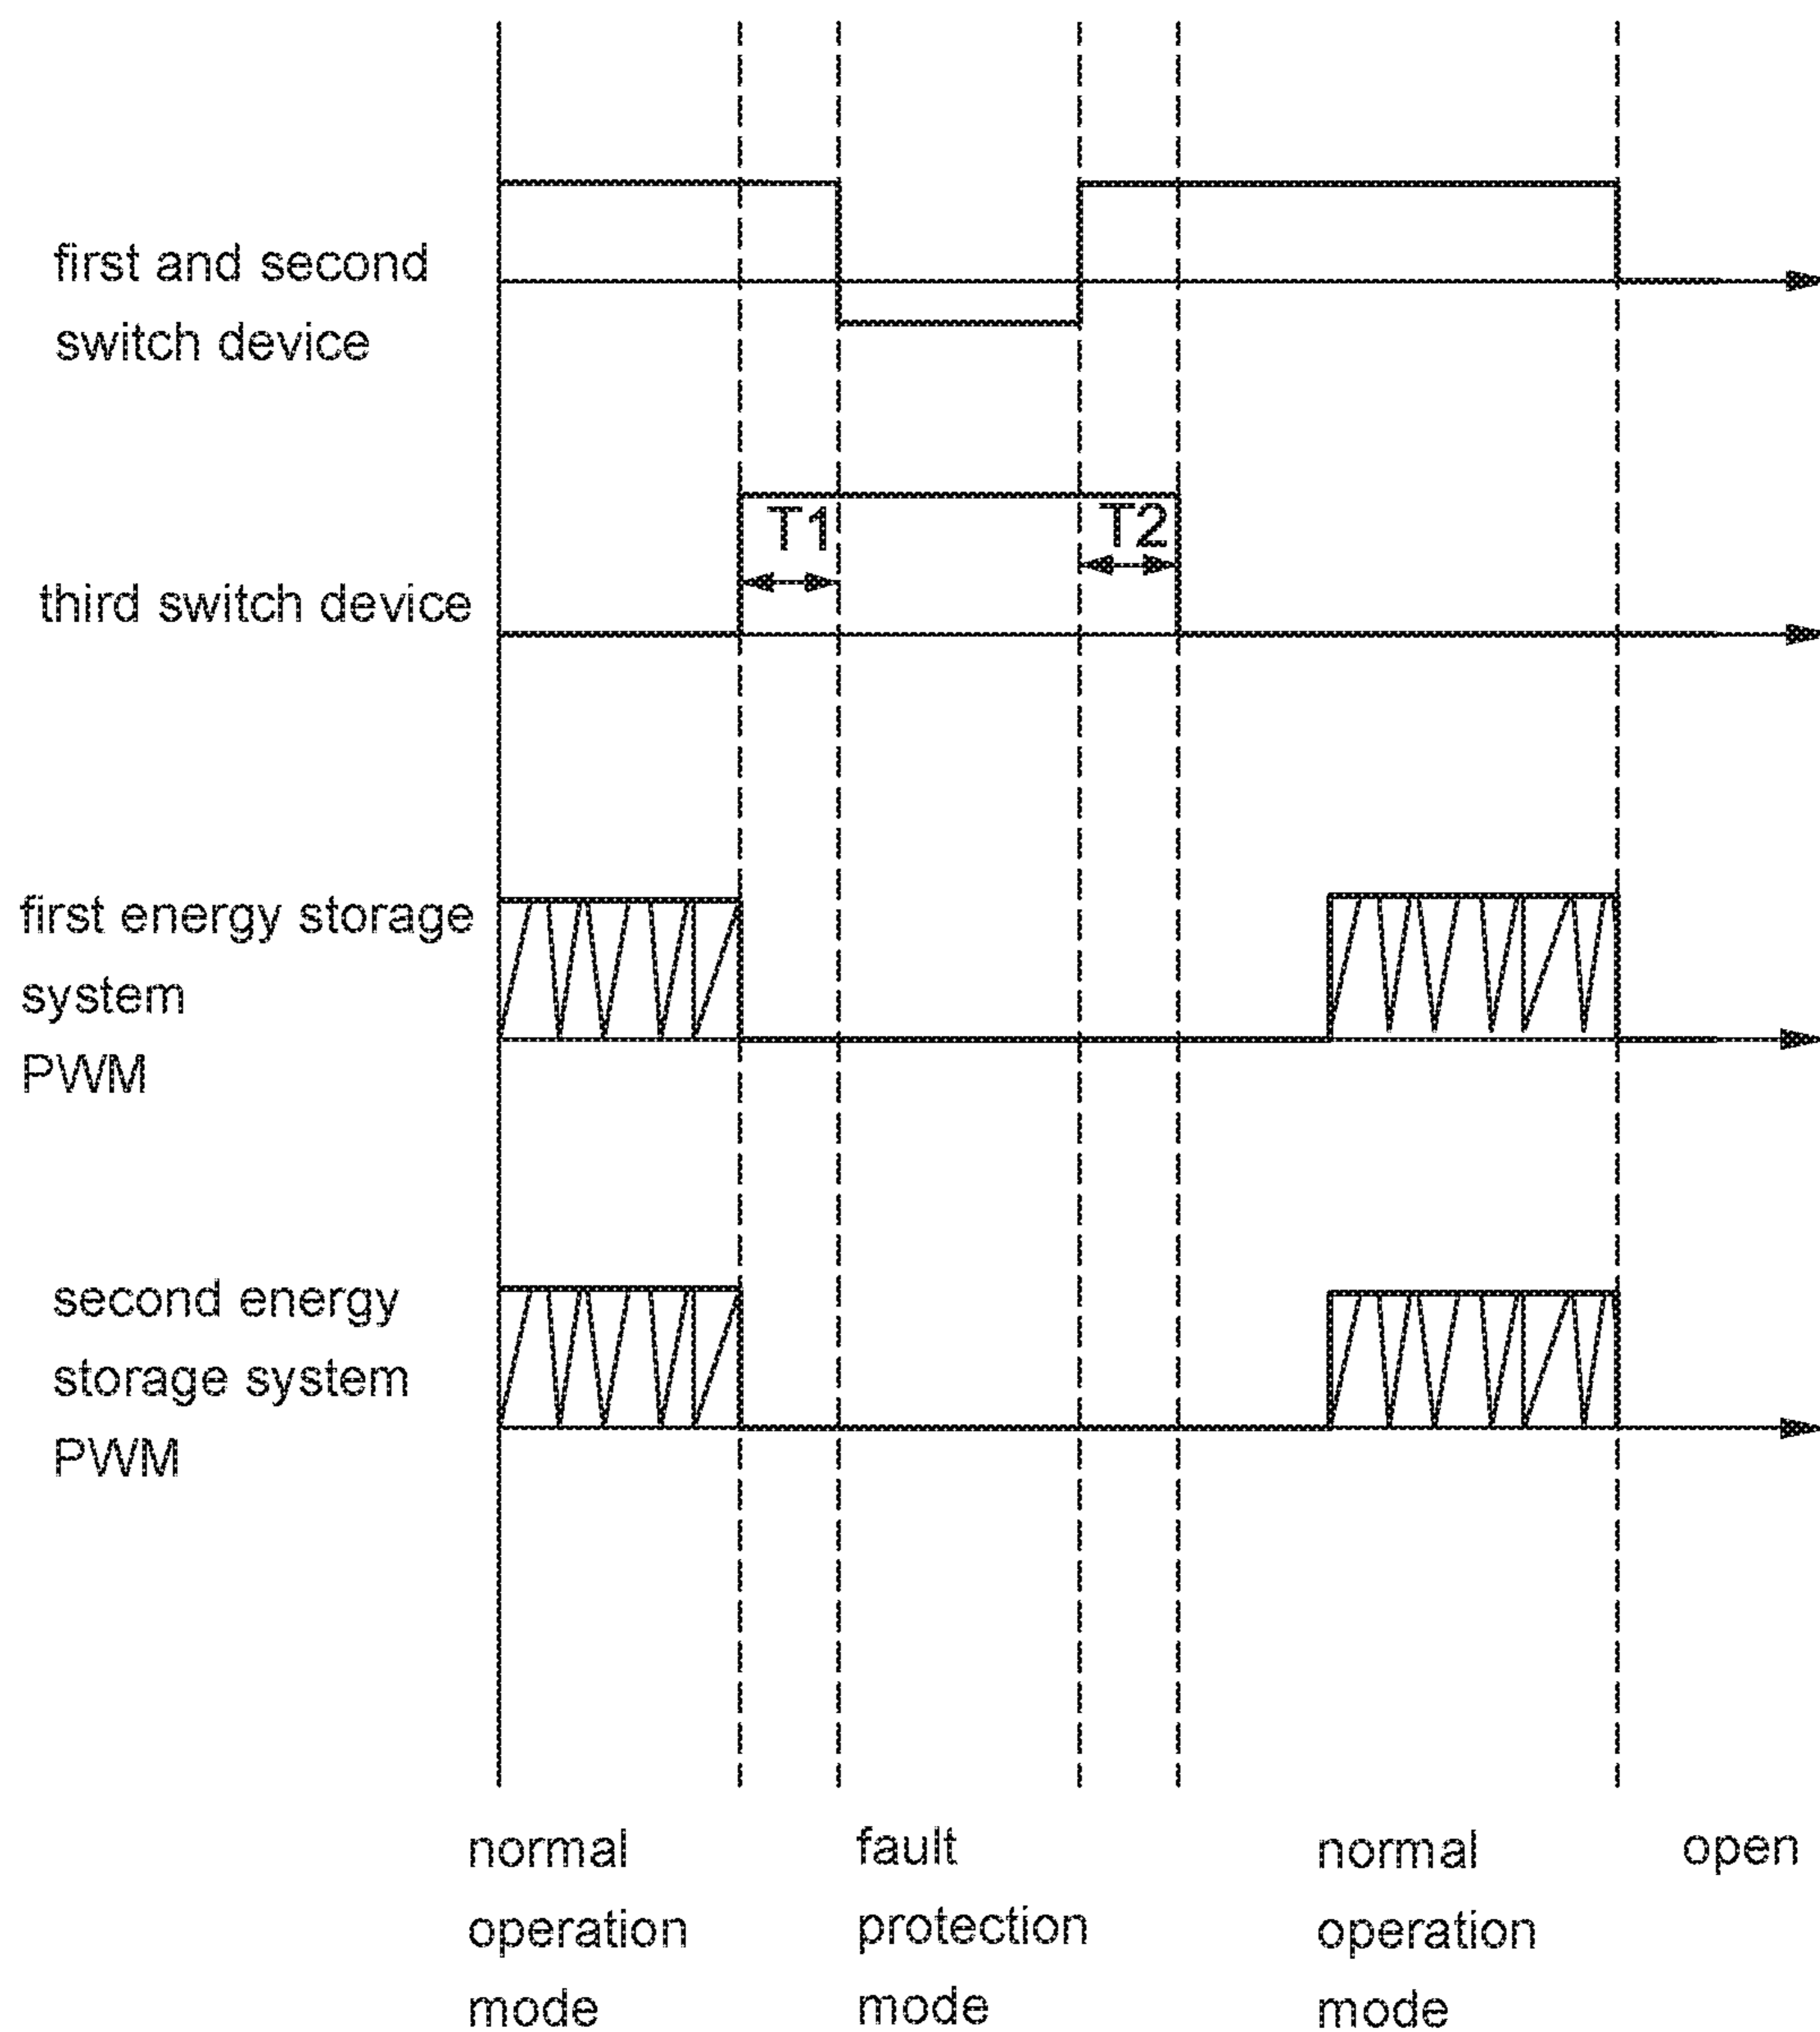 first and second
switch device
T1
T2
third switch device
first energy storage
system
PWM
second energy
storage system
PWM
normal
operation
mode
fault
protection
mode
normal
operation
mode
open